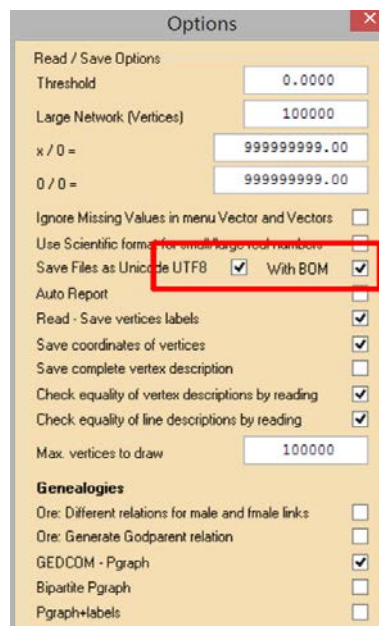 Options
Read / Save Options
Threshold 0.0000
Large Network (Vertices) 100000
x / 0 = 999999999.00
0 / 0 = 999999999.00
Ignore Missing Values in menu Vector and Vectors
Use Scientific format for small/large real numbers
Save Files as Unicode UTF8 With BOM
Auto Report
Read - Save vertices labels
Save coordinates of vertices
Save complete vertex description
Check equality of vertex descriptions by reading
Check equality of line descriptions by reading
Max. vertices to draw 100000
Genealogies
Ore: Different relations for male and fmale links
Ore: Generate Godparent relation
GEDCOM - Pgraph
Bipartite Pgraph
Pgraph+labels